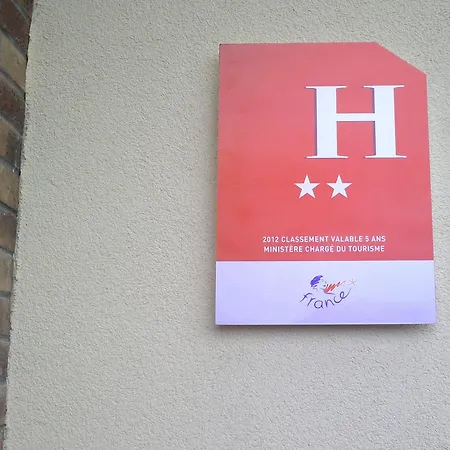 H
★★
2012 CLASSEMENT VALABLE 5 ANS
MINISTÈRE CHARGÉ DU TOURISME
france